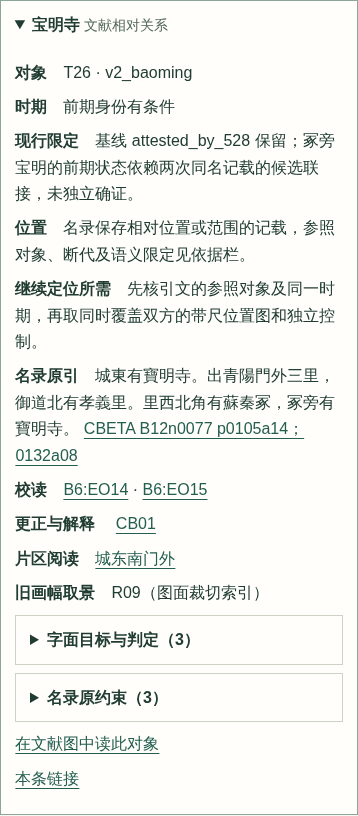 ▼ 宝明寺 文献相对关系
对象 T26 · v2_baoming
时期 前期身份有条件
现行限定 基线 attested_by_528 保留；冢旁
宝明的前期状态依赖两次同名记载的候选联
接，未独立确证。
位置 名录保存相对位置或范围的记载，参照
对象、断代及语义限定见依据栏。
继续定位所需 先核引文的参照对象及同一时
期，再取同时覆盖双方的带尺位置图和独立控
制。
名录原引 城東有寶明寺。出青陽門外三里，
御道北有孝義里。里西北角有蘇秦冢，冢旁有
寶明寺。 CBETA B12n0077 p0105a14；
0132a08
校读 B6:EO14 · B6:EO15
更正与解释 CB01
片区阅读 城东南门外
旧画幅取景 R09（图面裁切索引）
▶ 字面目标与判定（3）
▶ 名录原约束（3）
在文献图中读此对象
本条链接